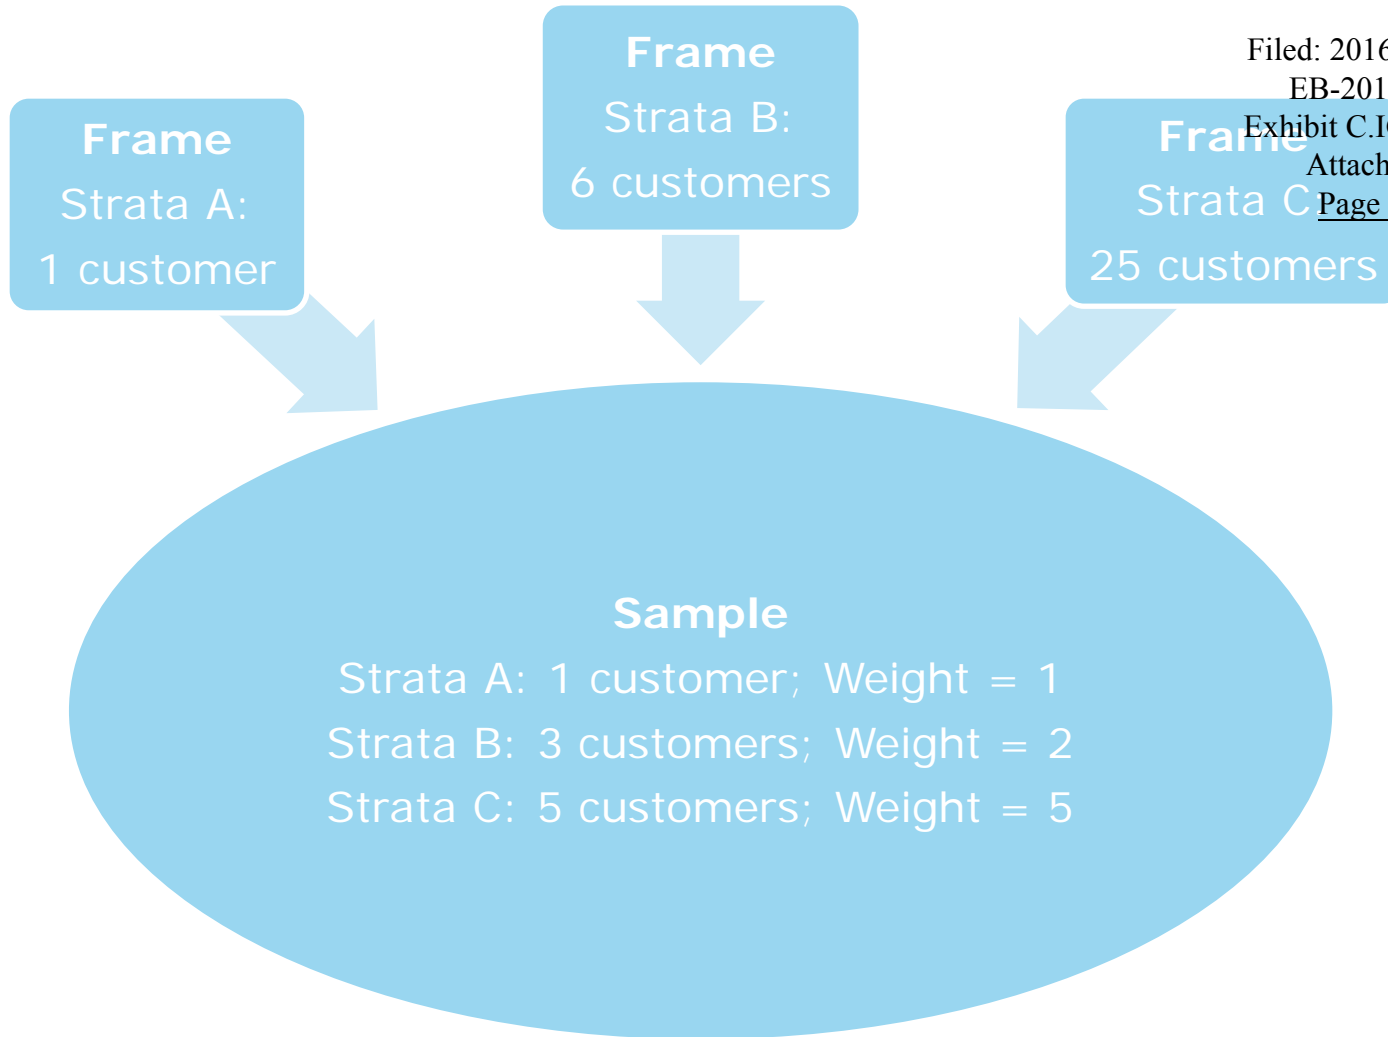 Frame
Strata A:
1 customer
Frame
Strata B:
6 customers
Frame
Strata C:
25 customers
Filed: 2016
EB-201
Exhibit C.I
Attach
Page
Sample
Strata A: 1 customer; Weight = 1
Strata B: 3 customers; Weight = 2
Strata C: 5 customers; Weight = 5